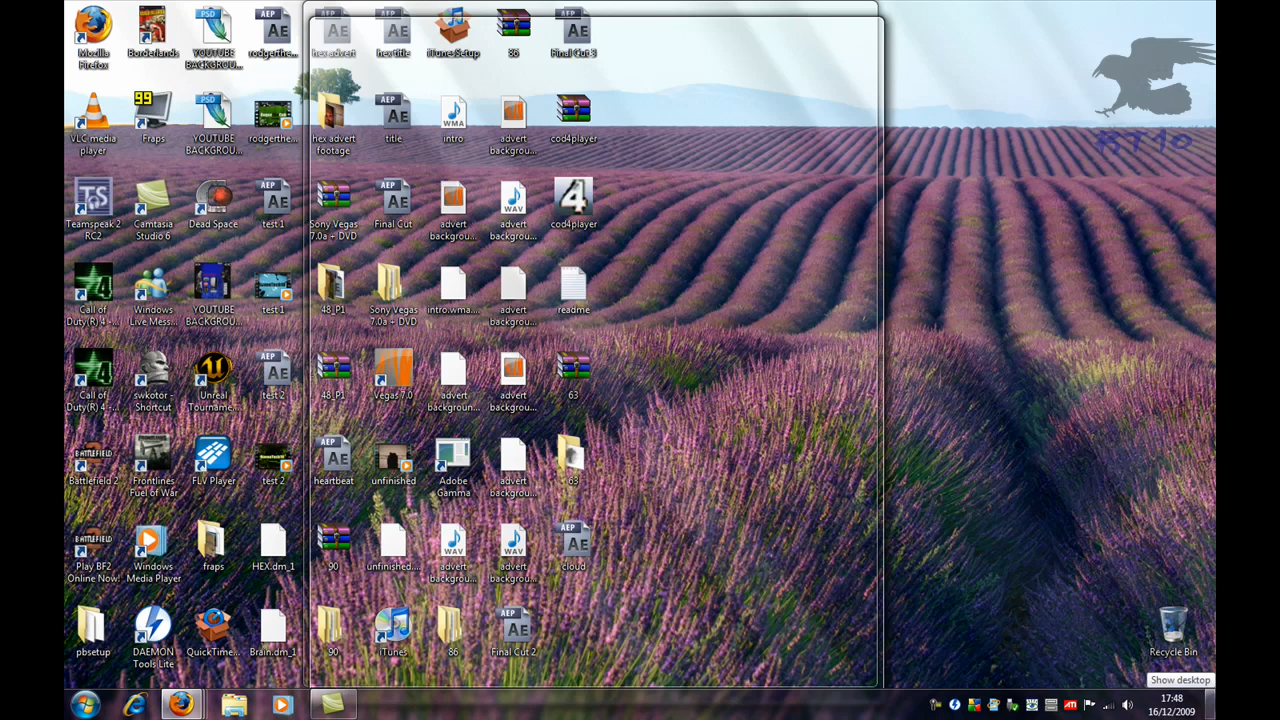 Mozilla Firefox
Borderlands
YOUTUBE BACKGROU...
rodgerthe...
hex advert
hex title
iTunesSetup
86
Final Cut 3
VLC media player
99
Fraps
YOUTUBE BACKGROU...
rodgerthe...
hex advert footage
title
WMA
intro
advert backgrou...
cod4player
Teamspeak 2 RC2
Camtasia Studio 6
Dead Space
test 1
Sony Vegas 7.0a + DVD
Final Cut
advert backgrou...
WAV
advert backgrou...
4
cod4player
Call of Duty(R) 4 -...
Windows Live Mess...
YOUTUBE BACKGROU...
test 1
48_P1
Sony Vegas 7.0a + DVD
intro.wma...
advert backgrou...
readme
Call of Duty(R) 4 -...
swkotor - Shortcut
Unreal Tourname...
test 2
48_P1
Vegas 7.0
advert backgroun...
advert backgrou...
63
Battlefield 2
Frontlines Fuel of War
FLV Player
test 2
heartbeat
unfinished
Adobe Gamma
advert backgrou...
63
Play BF2 Online Now!
Windows Media Player
fraps
HEX.dm_1
90
unfinished....
advert backgrou...
advert backgrou...
cloud
pbsetup
DAEMON Tools Lite
QuickTime...
Brain.dm_1
90
iTunes
86
Final Cut 2
Recycle Bin
Show desktop
17:48
16/12/2009